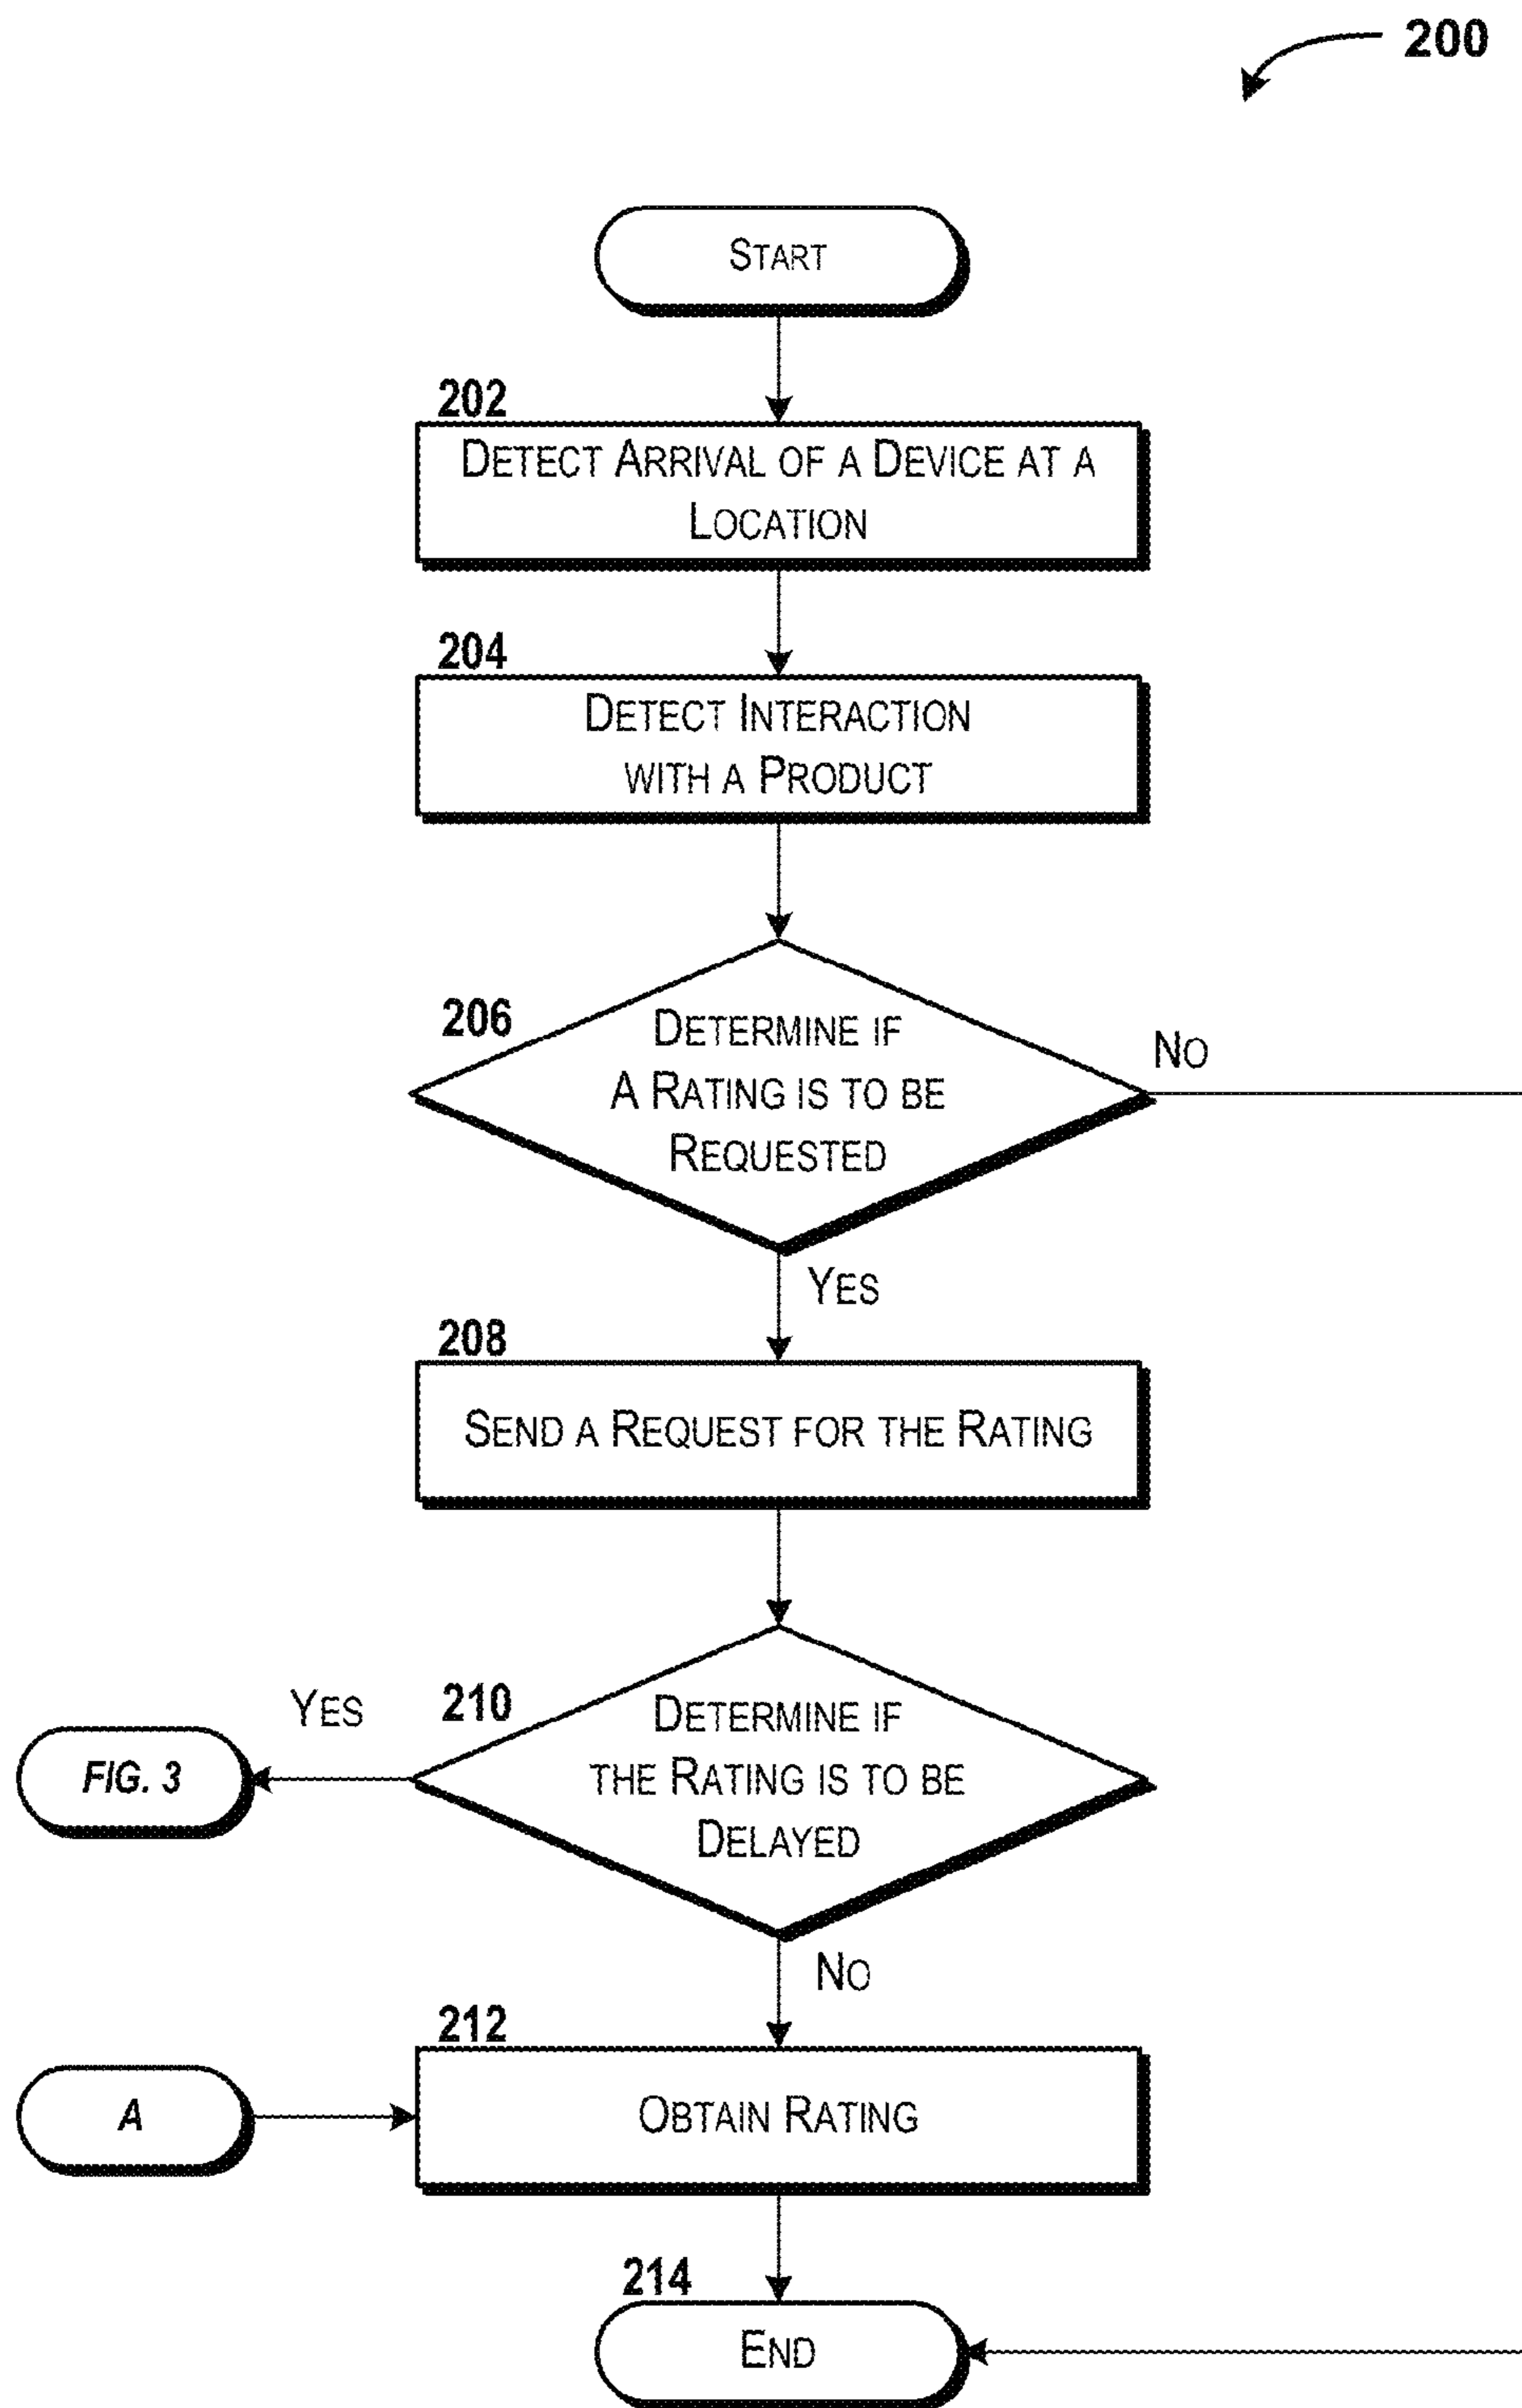 200
START
202
DETECT ARRIVAL OF A DEVICE AT A
LOCATION
204
DETECT INTERACTION
WITH A PRODUCT
206
DETERMINE IF
A RATING IS TO BE
REQUESTED
NO
YES
208
SEND A REQUEST FOR THE RATING
210
DETERMINE IF
THE RATING IS TO BE
DELAYED
YES
FIG. 3
NO
212
OBTAIN RATING
A
214
END